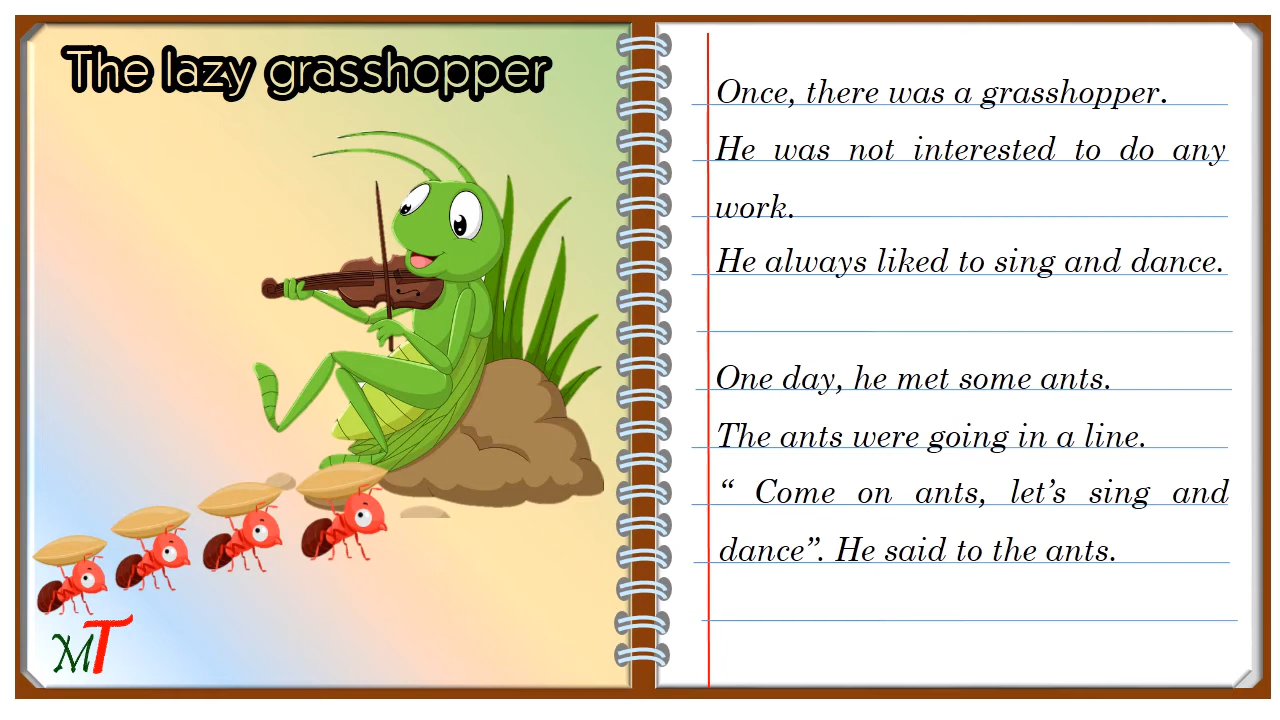 The lazy grasshopper
Once, there was a grasshopper.
He was not interested to do any
work.
He always liked to sing and dance.
One day, he met some ants.
The ants were going in a line.
“ Come on ants, let’s sing and
dance”. He said to the ants.
MT